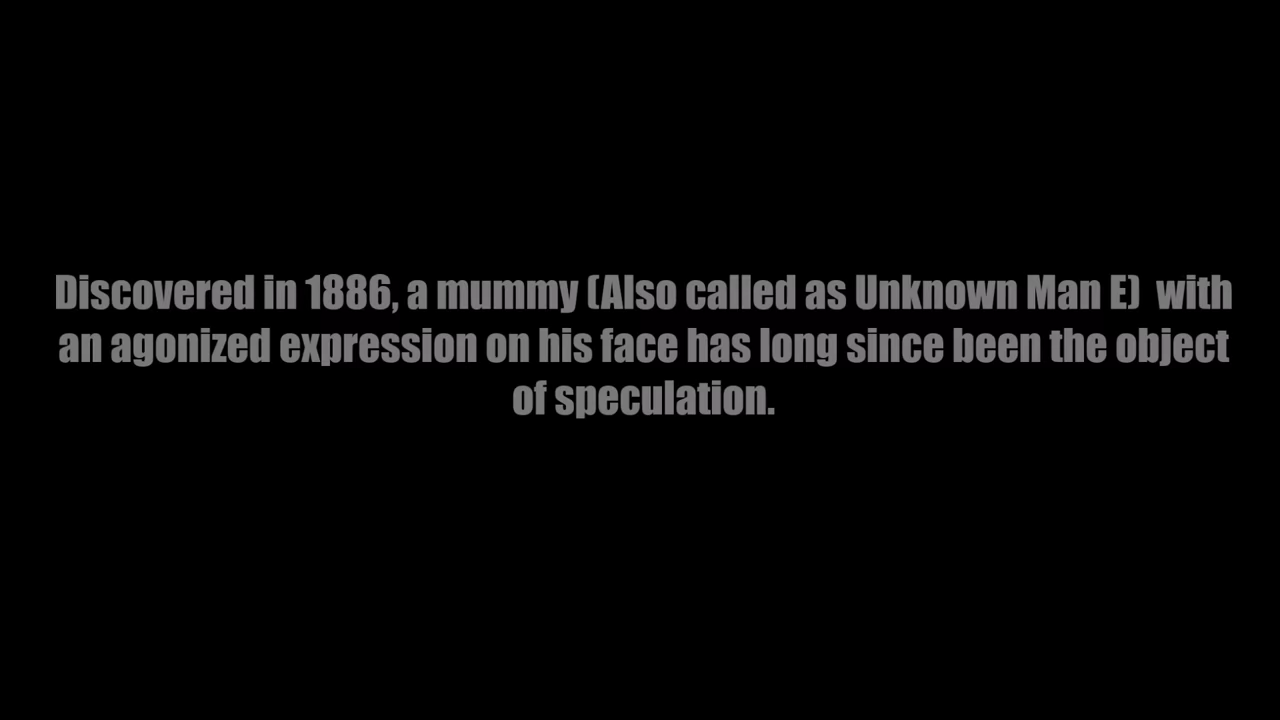 Discovered in 1886, a mummy (Also called as Unknown Man E)  with
an agonized expression on his face has long since been the object
of speculation.